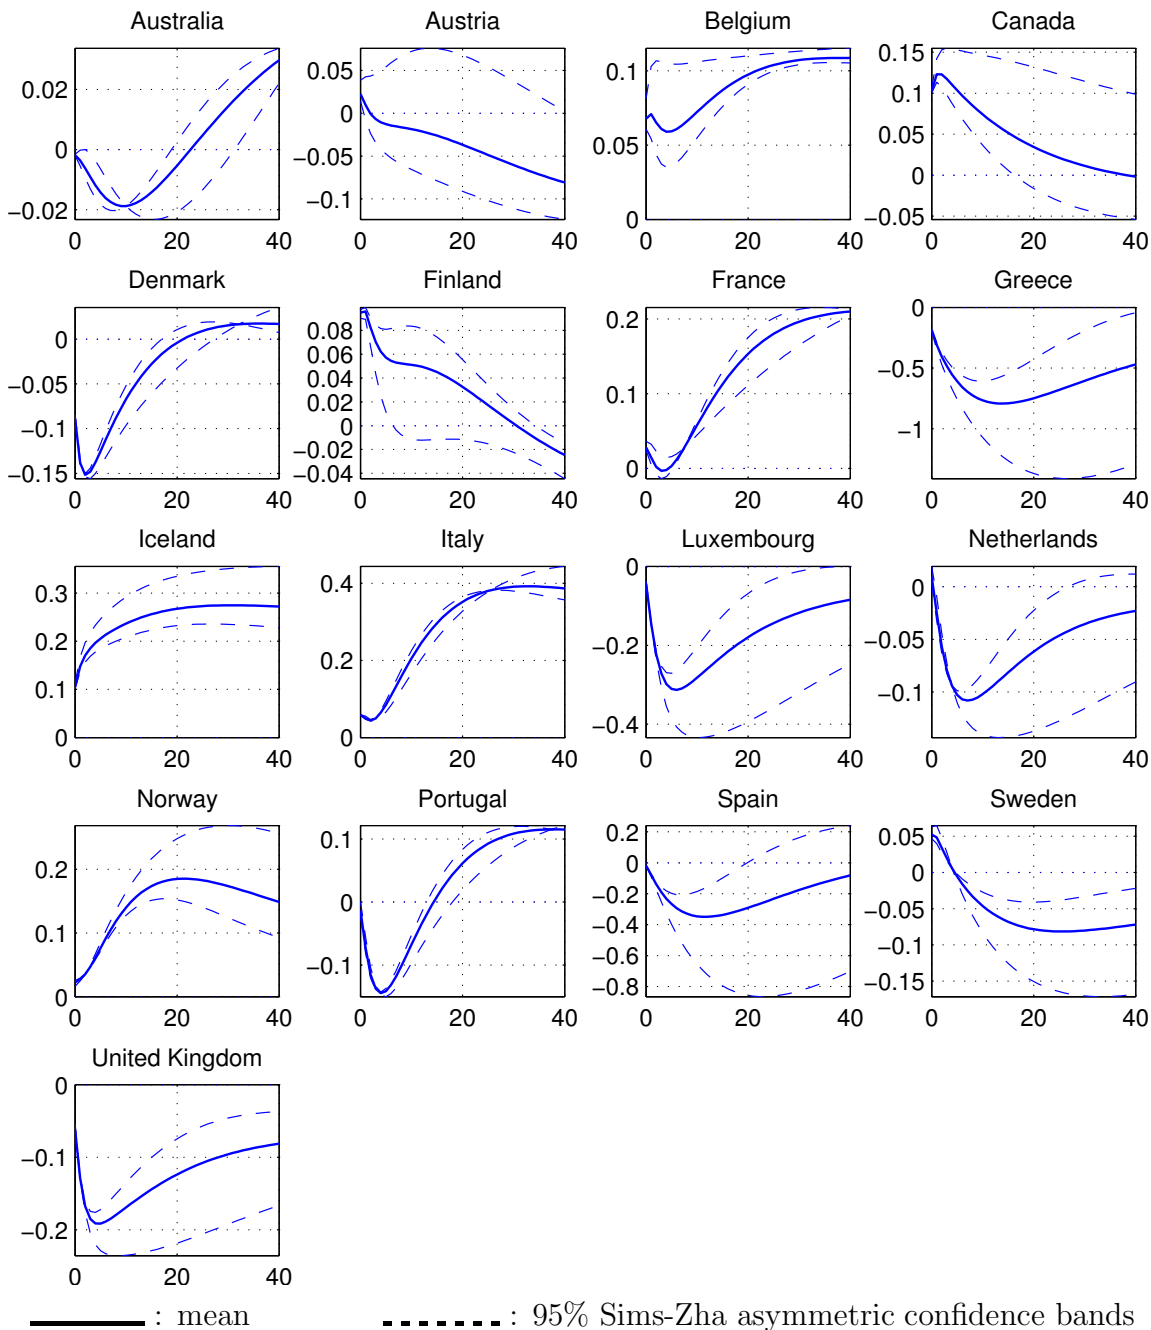 Australia Austria Belgium Canada
0.02
0
−0.02
0 20 40
0.05
0
−0.05
−0.1
0 20 40
0.1
0.05
0
0 20 40
0.15
0.1
0.05
0
−0.05
0 20 40
Denmark Finland France Greece
0
−0.05
−0.1
−0.15
0 20 40
0.08
0.06
0.04
0.02
0
−0.02
−0.04
0 20 40
0.2
0.1
0
0 20 40
0
−0.5
−1
0 20 40
Iceland Italy Luxembourg Netherlands
0.3
0.2
0.1
0
0 20 40
0.4
0.2
0
0 20 40
0
−0.2
−0.4
0 20 40
0
−0.05
−0.1
0 20 40
Norway Portugal Spain Sweden
0.2
0.1
0
0 20 40
0.1
0
−0.1
0 20 40
0.2
0
−0.2
−0.4
−0.6
−0.8
0 20 40
0.05
0
−0.05
−0.1
−0.15
0 20 40
United Kingdom
0
−0.1
−0.2
0 20 40
: mean : 95% Sims-Zha asymmetric confidence bands